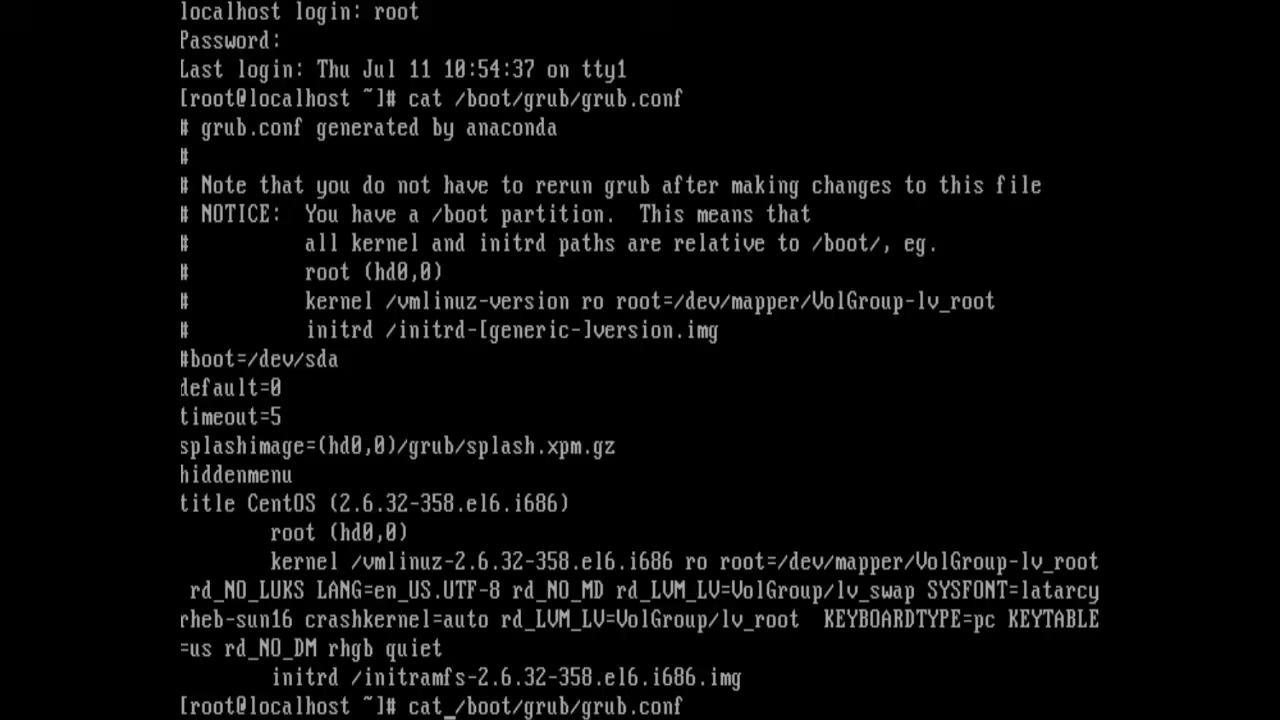 localhost login: root
Password:
Last login: Thu Jul 11 10:54:37 on tty1
[root@localhost ~]# cat /boot/grub/grub.conf
# grub.conf generated by anaconda
#
# Note that you do not have to rerun grub after making changes to this file
# NOTICE:  You have a /boot partition.  This means that
#          all kernel and initrd paths are relative to /boot/, eg.
#          root (hd0,0)
#          kernel /vmlinuz-version ro root=/dev/mapper/VolGroup-lv_root
#          initrd /initrd-[generic-]version.img
#boot=/dev/sda
default=0
timeout=5
splashimage=(hd0,0)/grub/splash.xpm.gz
hiddenmenu
title CentOS (2.6.32-358.el6.i686)
        root (hd0,0)
        kernel /vmlinuz-2.6.32-358.el6.i686 ro root=/dev/mapper/VolGroup-lv_root
 rd_NO_LUKS LANG=en_US.UTF-8 rd_NO_MD rd_LVM_LV=VolGroup/lv_swap SYSFONT=latarcy
rheb-sun16 crashkernel=auto rd_LVM_LV=VolGroup/lv_root  KEYBOARDTYPE=pc KEYTABLE
=us rd_NO_DM rhgb quiet
        initrd /initramfs-2.6.32-358.el6.i686.img
[root@localhost ~]# cat /boot/grub/grub.conf